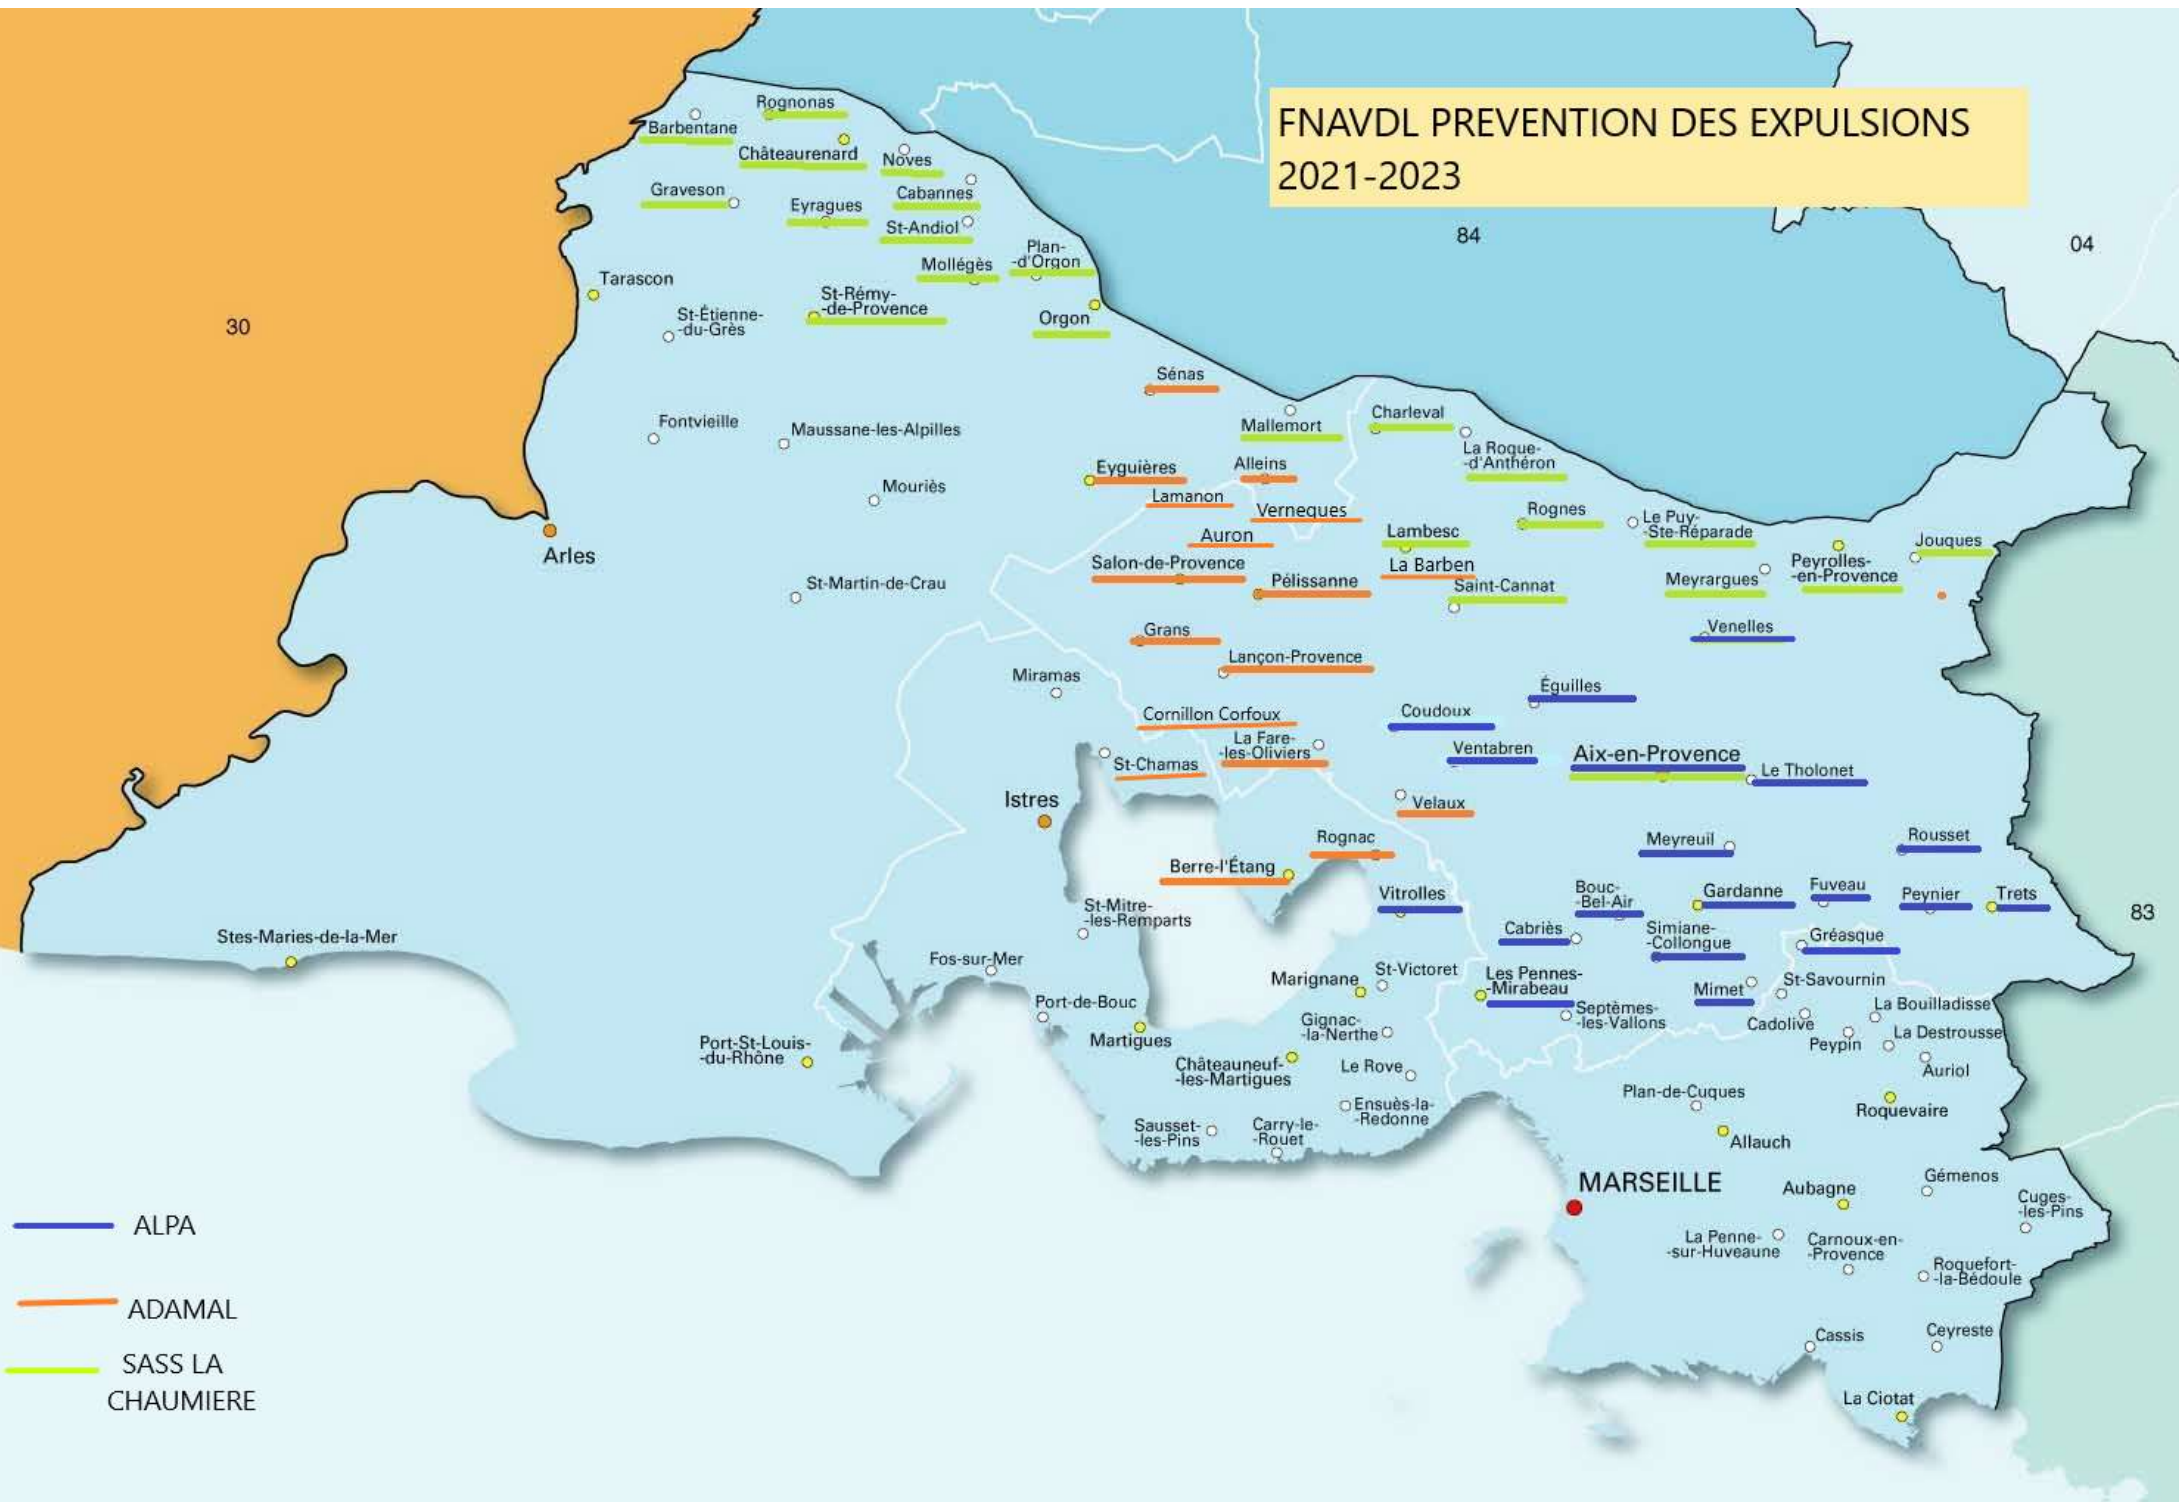 FNAVDL PREVENTION DES EXPULSIONS
2021-2023
84
04
30
83
Rognonas
Barbentane
Châteaurenard
Noves
Graveson
Eyragues
Cabannes
St-Andiol
Plan-
-d'Orgon
Mollégès
Tarascon
St-Rémy-
-de-Provence
St-Étienne-
-du-Grès
Orgon
Sénas
Mallemort
Charleval
Fontvieille
Maussane-les-Alpilles
La Roque-
-d'Anthéron
Eyguières
Alleins
Mouriès
Lamanon
Verneques
Rognes
Le Puy-
-Ste-Réparade
Auron
Lambesc
Jouques
Arles
Salon-de-Provence
La Barben
Peyrolles-
-en-Provence
St-Martin-de-Crau
Pélissanne
Saint-Cannat
Meyrargues
Grans
Venelles
Lançon-Provence
Miramas
Éguilles
Cornillon Corfoux
Coudoux
La Fare-
-les-Oliviers
Ventabren
Aix-en-Provence
St-Chamas
Le Tholonet
Istres
Velaux
Rognac
Meyreuil
Rousset
Berre-l'Étang
Vitrolles
Bouc-
-Bel-Air
Gardanne
Fuveau
Peynier
Trets
St-Mitre-
-les-Remparts
Cabriès
Simiane-
-Collongue
Gréasque
Stes-Maries-de-la-Mer
Fos-sur-Mer
Marignane
St-Victoret
Les Pennes-
-Mirabeau
Mimet
St-Savournin
Port-de-Bouc
Septèmes-
-les-Vallons
La Bouilladisse
Gignac-
-la-Nerthe
Cadolive
La Destrousse
Martigues
Peypin
Port-St-Louis-
-du-Rhône
Châteauneuf-
-les-Martigues
Le Rove
Auriol
Plan-de-Cuques
Ensuès-la-
-Redonne
Roquevaire
Sausset-
-les-Pins
Carry-le-
-Rouet
Allauch
MARSEILLE
Aubagne
Gémenos
Cuges-
-les-Pins
La Penne-
-sur-Huveaune
Carnoux-en-
-Provence
Roquefort-
-la-Bédoule
Cassis
Ceyreste
La Ciotat
ALPA
ADAMAL
SASS LA
CHAUMIERE